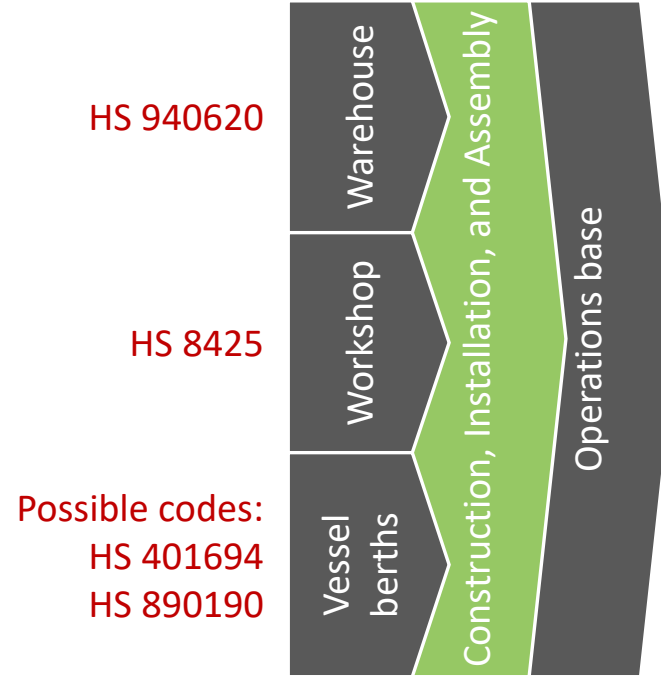 HS 940620
Warehouse
HS 8425
Workshop
Possible codes:
HS 401694
HS 890190
Vessel
berths
Construction, Installation, and Assembly
Operations base